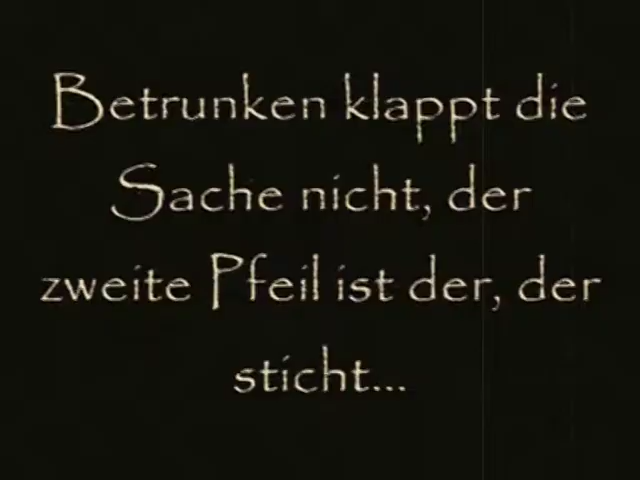 Betrunken klappt die
Sache nicht, der
zweite Pfeil ist der, der
sticht...